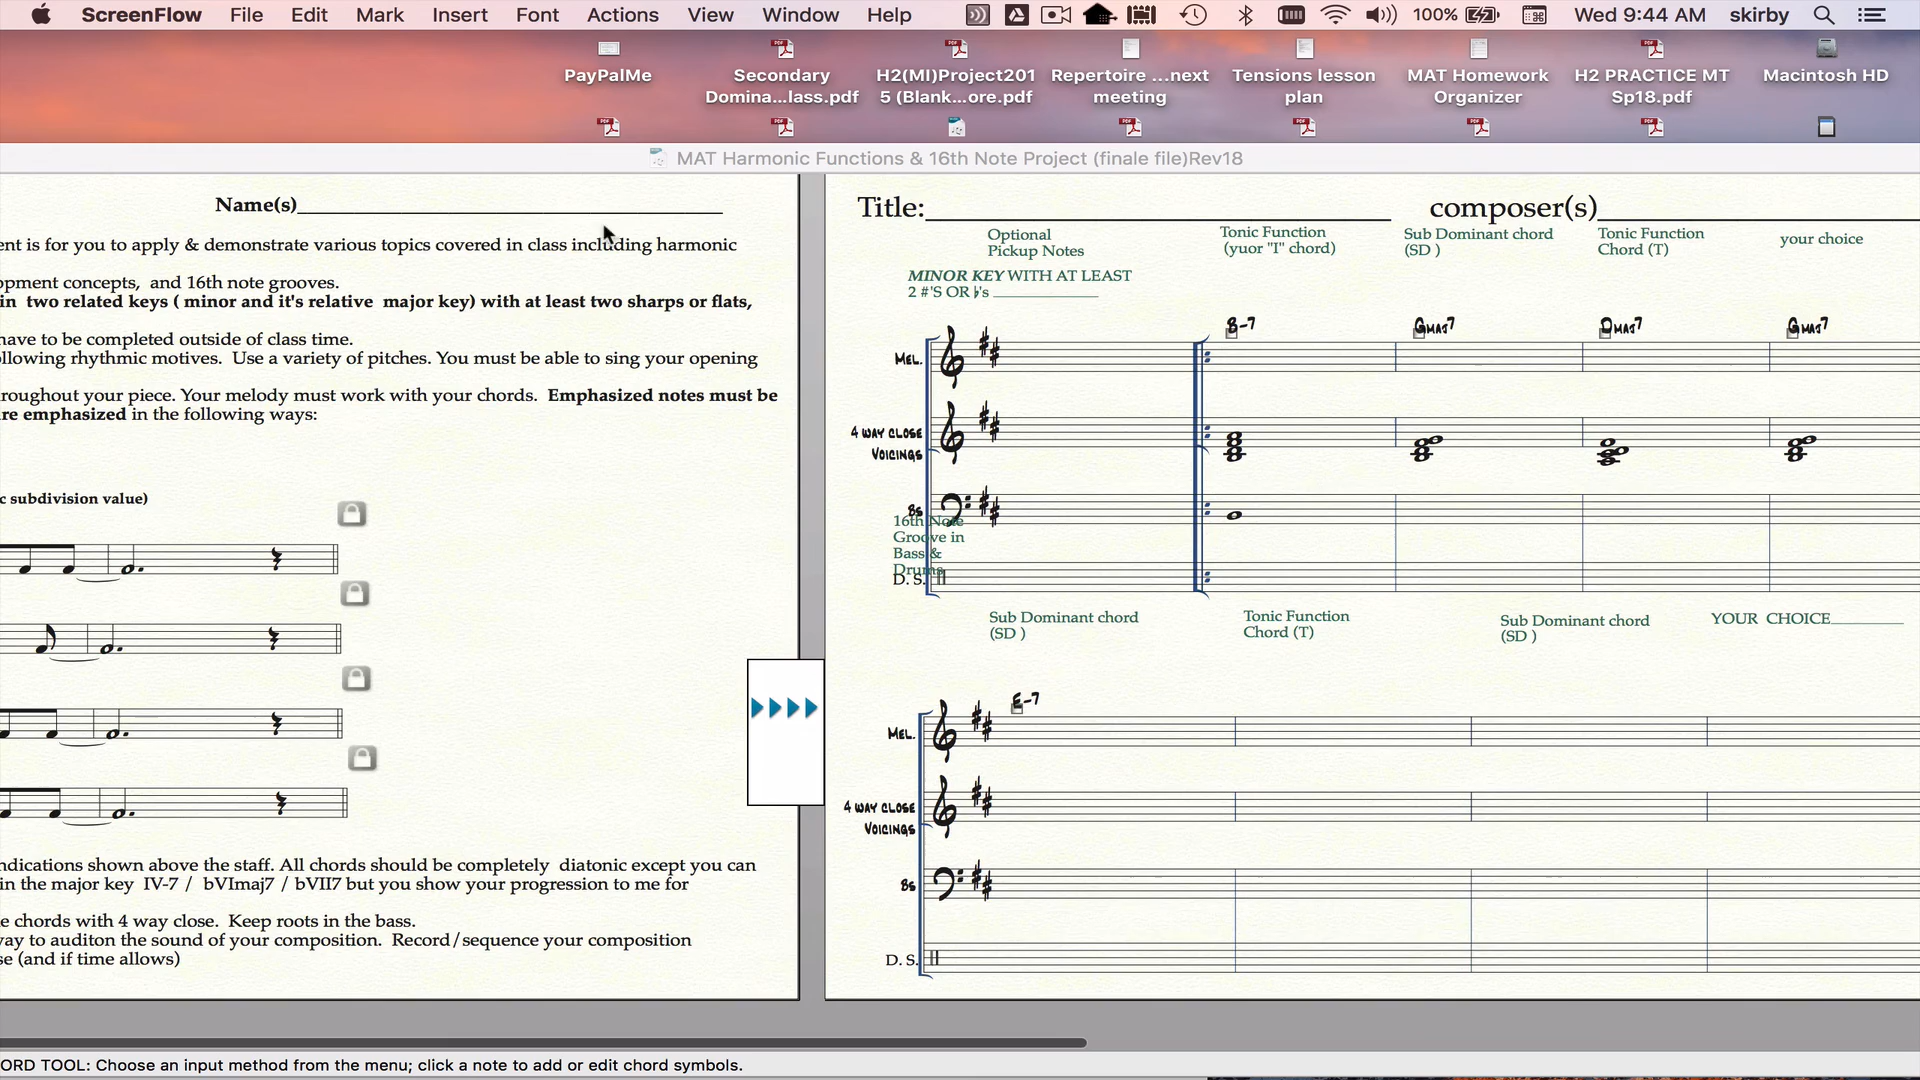 ScreenFlow File Edit Mark Insert Font Actions View Window Help 100% Wed 9:44 AM skirby
PayPalMe
Secondary
Domina...lass.pdf
H2(MI)Project201
5 (Blank...ore.pdf
Repertoire ...next
meeting
Tensions lesson
plan
MAT Homework
Organizer
H2 PRACTICE MT
Sp18.pdf
Macintosh HD
MAT Harmonic Functions & 16th Note Project (finale file)Rev18
Name(s)
ent is for you to apply & demonstrate various topics covered in class including harmonic
opment concepts, and 16th note grooves.
in two related keys ( minor and it's relative major key) with at least two sharps or flats,
have to be completed outside of class time.
ollowing rhythmic motives. Use a variety of pitches. You must be able to sing your opening
roughout your piece. Your melody must work with your chords. Emphasized notes must be
re emphasized in the following ways:
c subdivision value)
ndications shown above the staff. All chords should be completely diatonic except you can
in the major key IV-7 / bVImaj7 / bVII7 but you show your progression to me for
e chords with 4 way close. Keep roots in the bass.
way to auditon the sound of your composition. Record/sequence your composition
se (and if time allows)
Title: composer(s)
Optional
Pickup Notes
Tonic Function
(yuor "I" chord)
Sub Dominant chord
(SD )
Tonic Function
Chord (T)
your choice
MINOR KEY WITH AT LEAST
2 #'S OR ♭'s
B-7 GMAJ7 DMAJ7 GMAJ7
MEL.
4 WAY CLOSE
VOICINGS
BS
16th Note
Groove in
Bass &
Drums
D. S.
Sub Dominant chord
(SD )
Tonic Function
Chord (T)
Sub Dominant chord
(SD )
YOUR CHOICE
E-7
MEL.
4 WAY CLOSE
VOICINGS
BS
D. S.
ORD TOOL: Choose an input method from the menu; click a note to add or edit chord symbols.